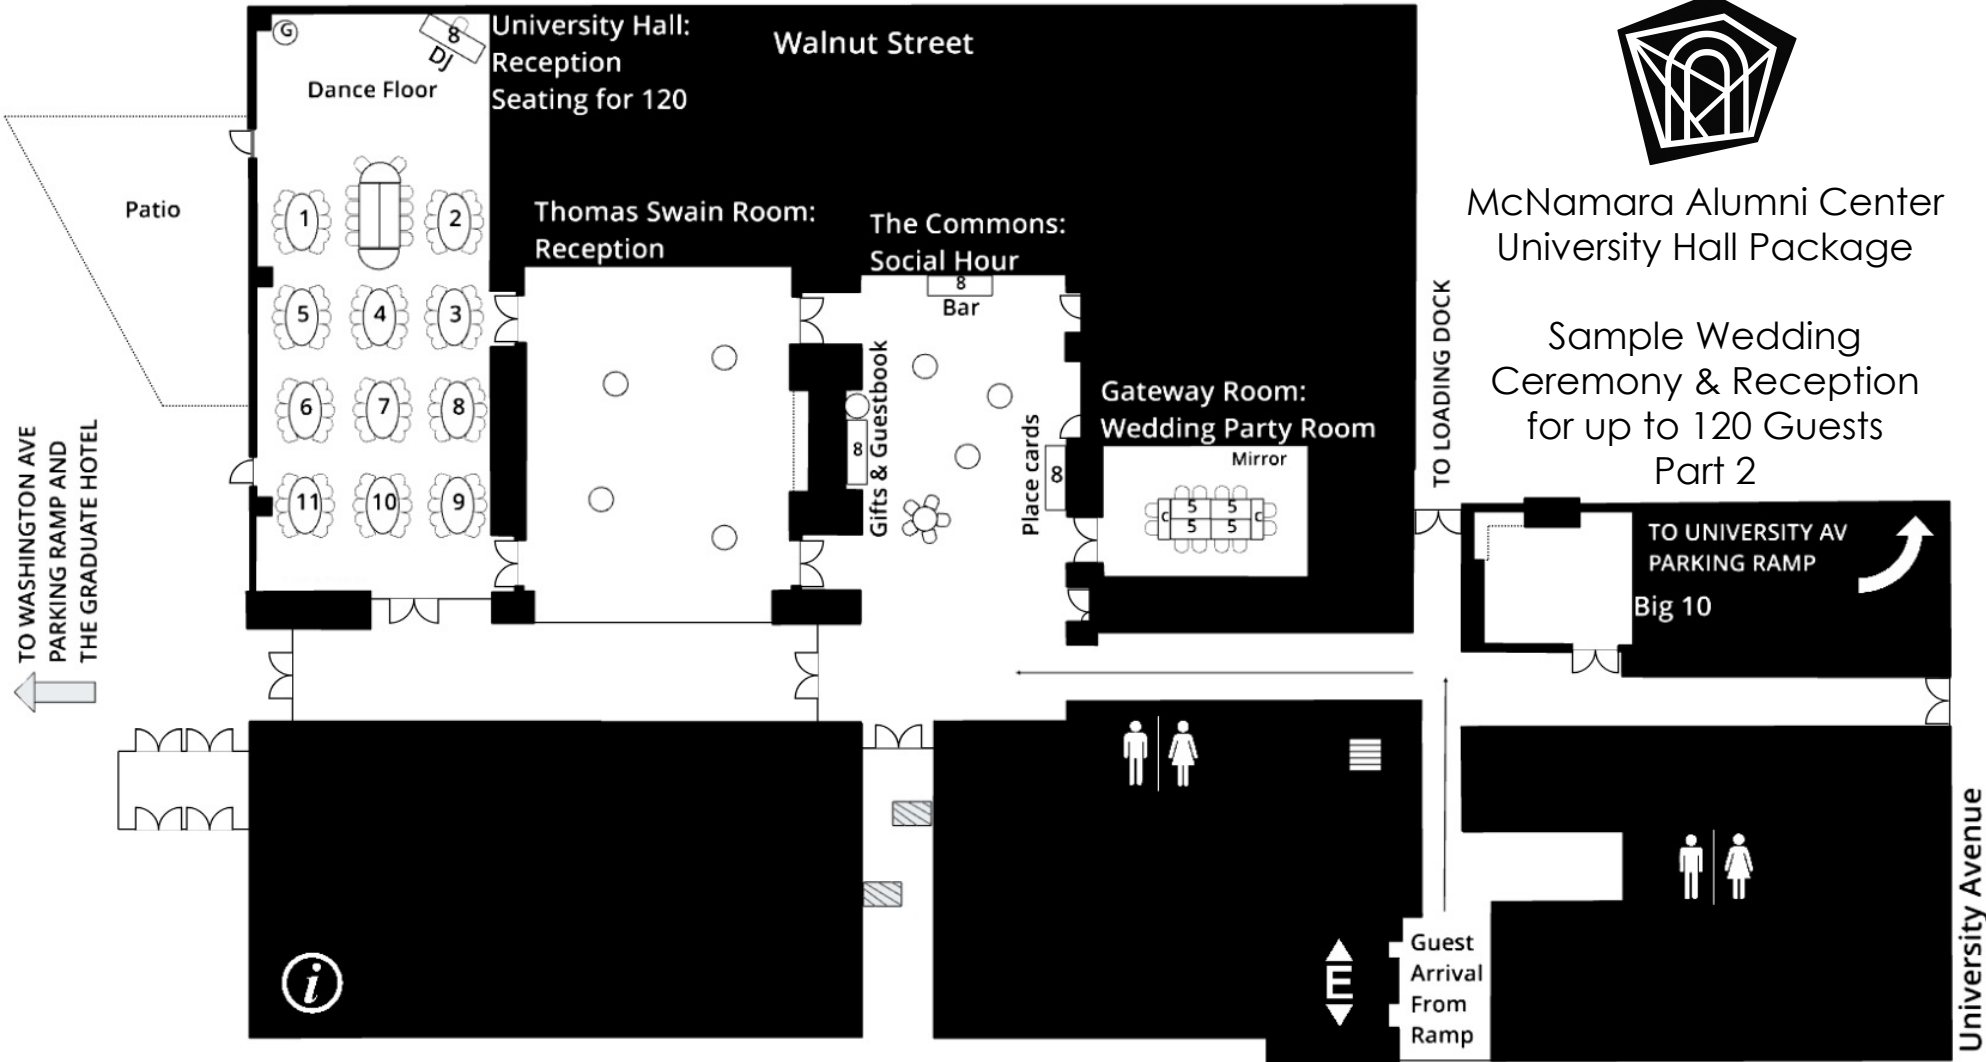 G
8
DJ
University Hall:
Reception
Seating for 120
Walnut Street
Dance Floor
Patio
1
2
5
4
3
6
7
8
11
10
9
Thomas Swain Room:
Reception
The Commons:
Social Hour
8
Bar
Gifts & Guestbook
8
Place cards
8
Gateway Room:
Wedding Party Room
Mirror
C
5
5
5
5
C
McNamara Alumni Center
University Hall Package
Sample Wedding
Ceremony & Reception
for up to 120 Guests
Part 2
TO LOADING DOCK
TO UNIVERSITY AV
PARKING RAMP
Big 10
TO WASHINGTON AVE
PARKING RAMP AND
THE GRADUATE HOTEL
i
E
Guest
Arrival
From
Ramp
University Avenue